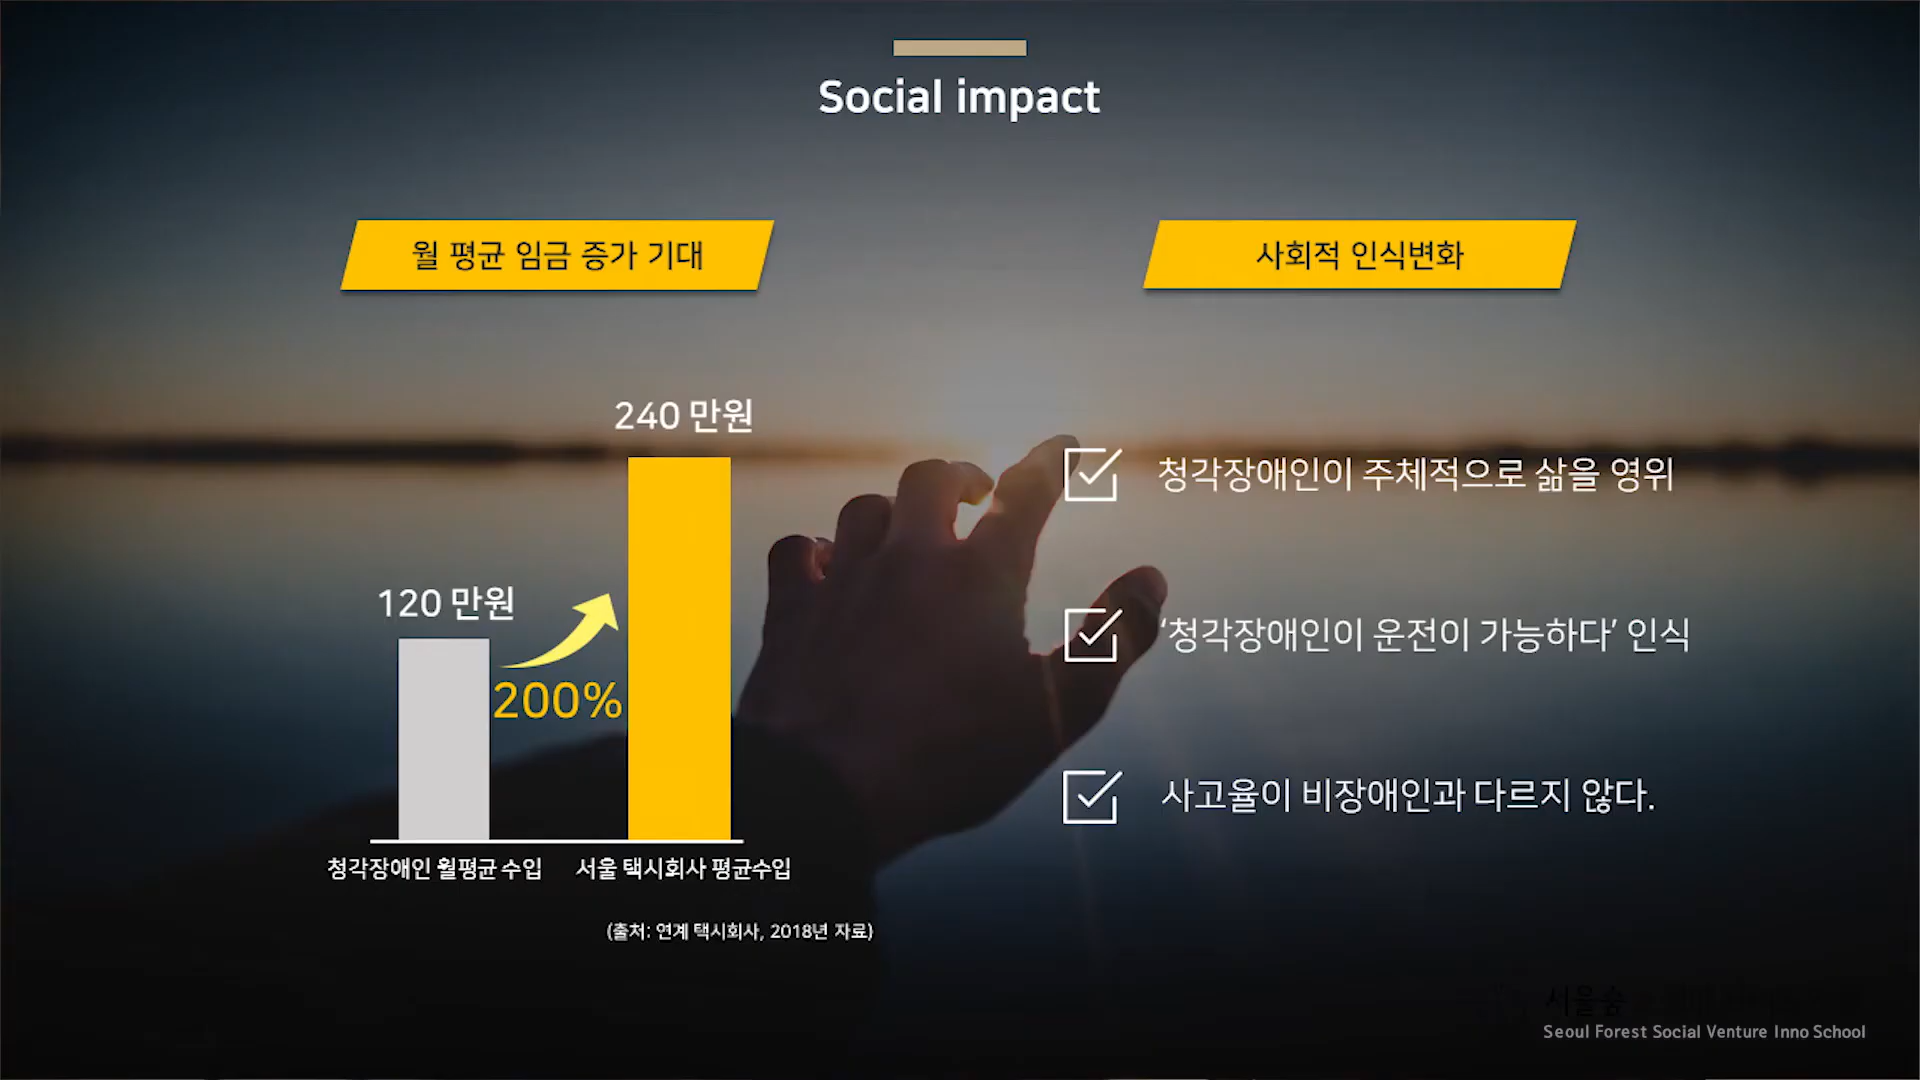 Social impact
월 평균 임금 증가 기대
240 만원
120 만원
200%
청각장애인 월평균 수입
서울 택시회사 평균수입
(출처: 연계 택시회사, 2018년 자료)
사회적 인식변화
청각장애인이 주체적으로 삶을 영위
‘청각장애인이 운전이 가능하다’ 인식
사고율이 비장애인과 다르지 않다.
서울숲
Seoul Forest Social Venture Inno School